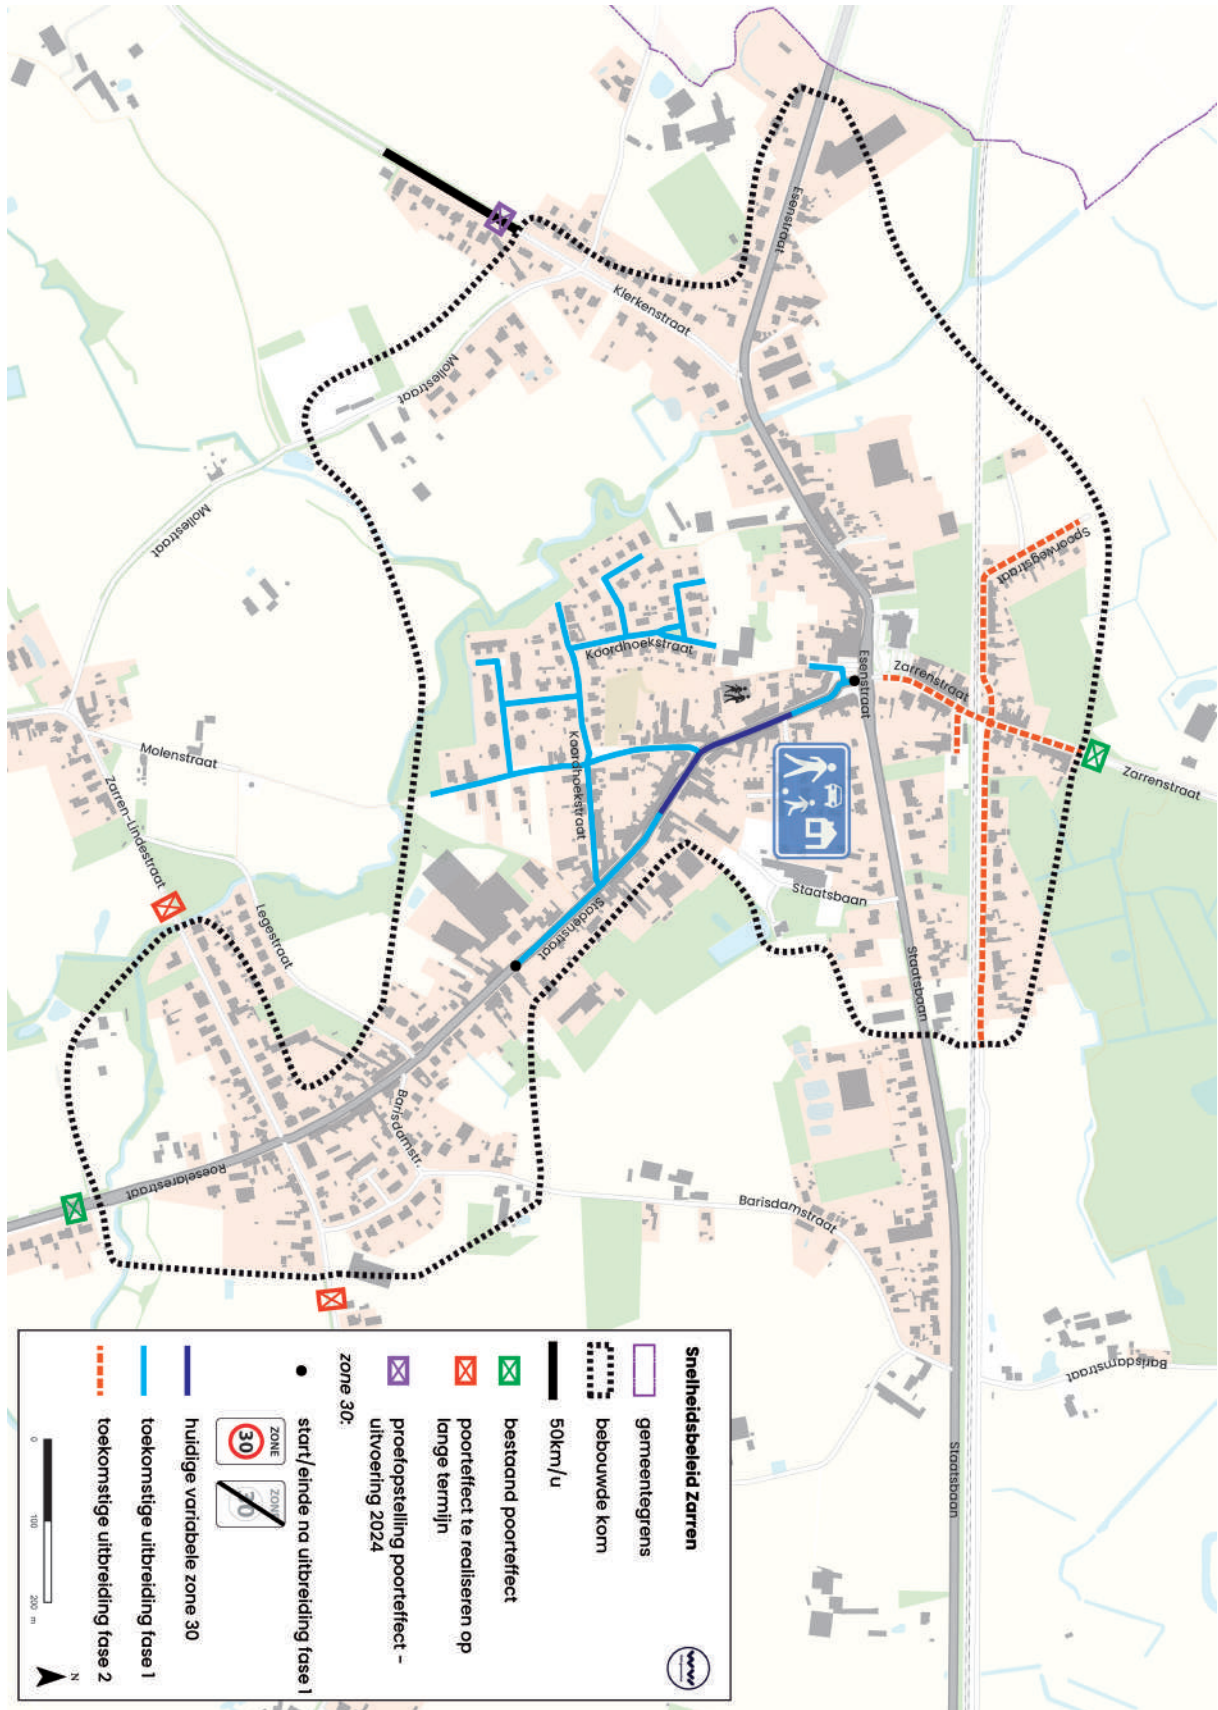 Esenstraat
Klerkenstraat
Mollestraat
Mollestraat
Spoorwegstraat
Koordhoekstraat
Esenstraat
Zarrenstraat
Zarrenstraat
Koordhoekstraat
Molenstraat
Zarren-Lindestraat
Legestraat
Stadenstraat
Staatsbaan
Staatsbaan
Barisdamstr.
Roeselarestraat
Barisdamstraat
Barisdamstraat
Staatsbaan
Snelheidsbeleid Zarren
gemeentegrens
bebouwde kom
50km/u
bestaand poorteffect
poorteffect te realiseren op
lange termijn
proefopstelling poorteffect -
uitvoering 2024
zone 30:
start/einde na uitbreiding fase 1
ZONE
30
ZON
30
huidige variabele zone 30
toekomstige uitbreiding fase 1
toekomstige uitbreiding fase 2
0 100 200 m
N